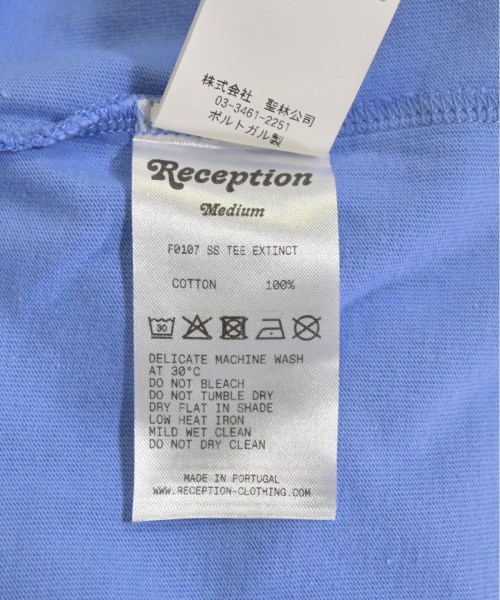 株式会社 聖林公司
03-3461-2251
ポルトガル製
Reception
Medium
F0107 SS TEE EXTINCT
COTTON 100%
30
DELICATE MACHINE WASH
AT 30°C
DO NOT BLEACH
DO NOT TUMBLE DRY
DRY FLAT IN SHADE
LOW HEAT IRON
MILD WET CLEAN
DO NOT DRY CLEAN
MADE IN PORTUGAL
WWW.RECEPTION-CLOTHING.COM